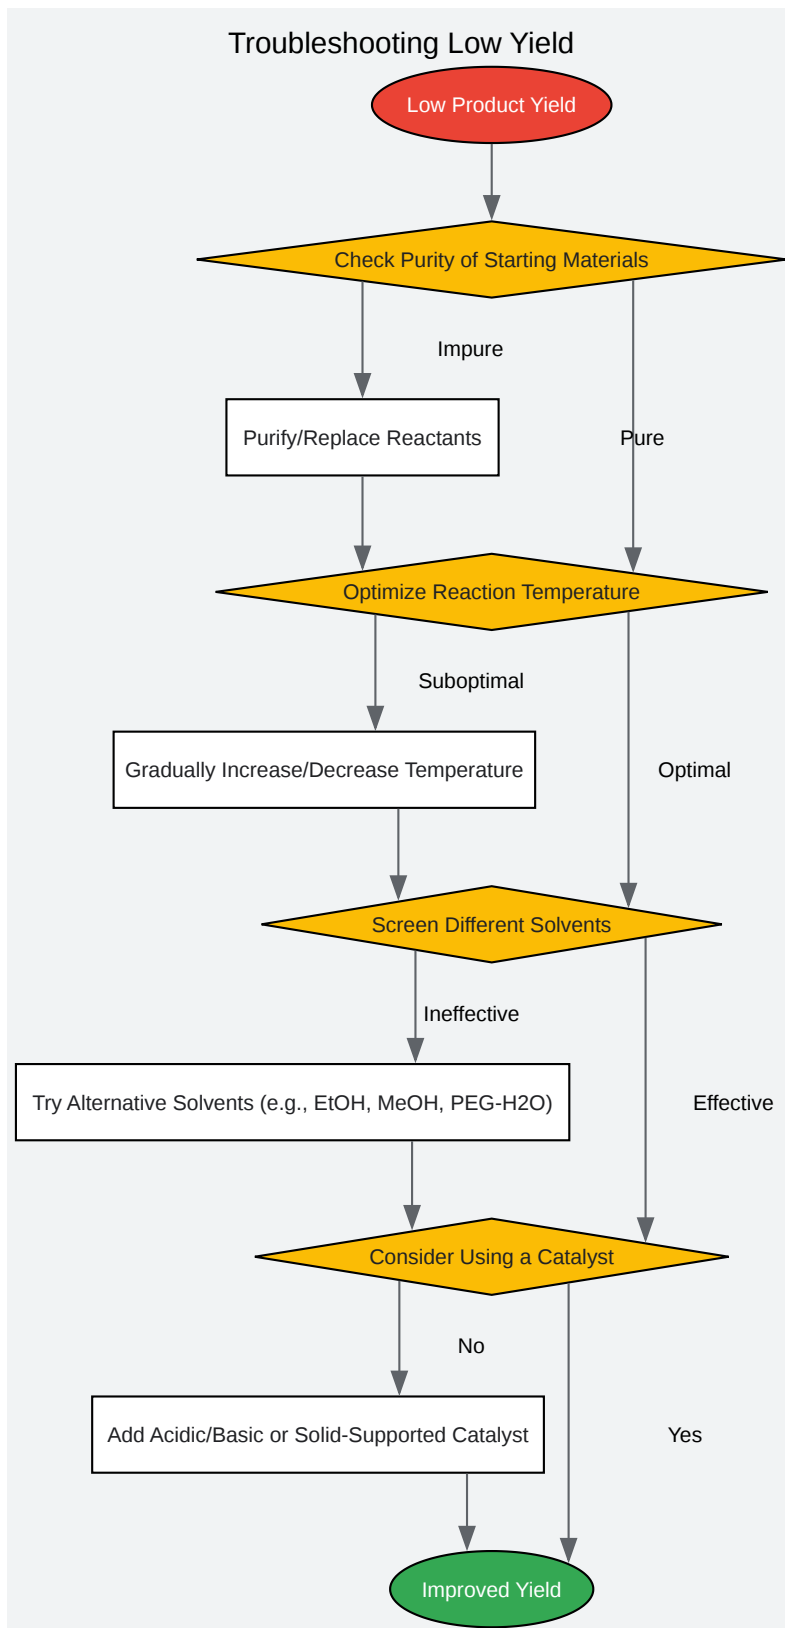 Troubleshooting Low Yield
Low Product Yield
Check Purity of Starting Materials
Impure
Purify/Replace Reactants
Pure
Optimize Reaction Temperature
Suboptimal
Gradually Increase/Decrease Temperature
Optimal
Screen Different Solvents
Ineffective
Try Alternative Solvents (e.g., EtOH, MeOH, PEG-H2O)
Effective
Consider Using a Catalyst
No
Add Acidic/Basic or Solid-Supported Catalyst
Yes
Improved Yield